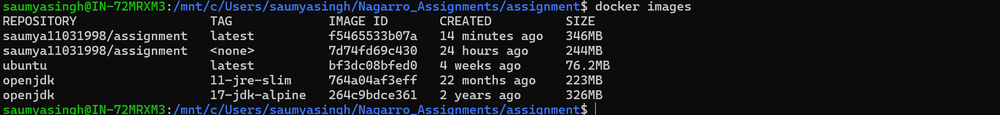 saumyasingh@IN-72MRXM3:/mnt/c/Users/saumyasingh/Nagarro_Assignments/assignment$ docker images
REPOSITORY                  TAG             IMAGE ID       CREATED          SIZE
saumya11031998/assignment   latest          f5465533b07a   14 minutes ago   346MB
saumya11031998/assignment   <none>          7d74fd69c430   24 hours ago     244MB
ubuntu                      latest          bf3dc08bfed0   4 weeks ago      76.2MB
openjdk                     11-jre-slim     764a04af3eff   22 months ago    223MB
openjdk                     17-jdk-alpine   264c9bdce361   2 years ago      326MB
saumyasingh@IN-72MRXM3:/mnt/c/Users/saumyasingh/Nagarro_Assignments/assignment$